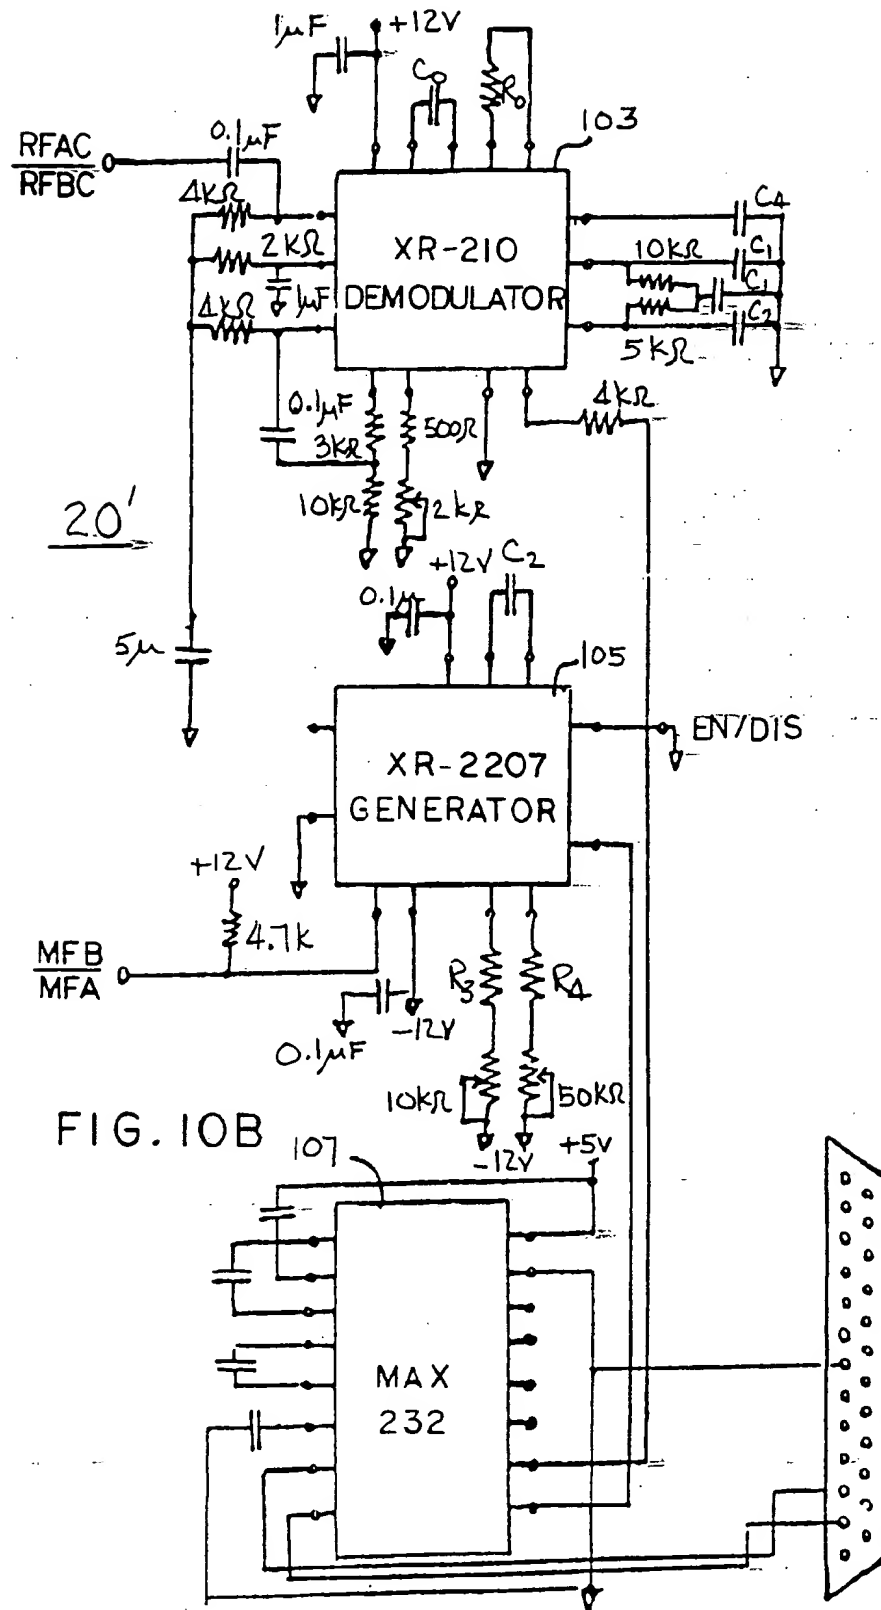 1µF
+12V
C0
R0
103
RFAC
RFBC
0.1µF
4kΩ
2kΩ
1µF
4kΩ
XR-210
DEMODULATOR
C4
10kΩ
C1
C1
C2
5kΩ
4kΩ
0.1µF
3kΩ
500Ω
10kΩ
2kΩ
20'
+12V
C2
0.1µ
5µ
105
XR-2207
GENERATOR
EN/DIS
+12V
4.7K
MFB
MFA
0.1µF
-12V
R3
R4
10kΩ
50kΩ
-12V
+5V
FIG. 10B
107
MAX
232